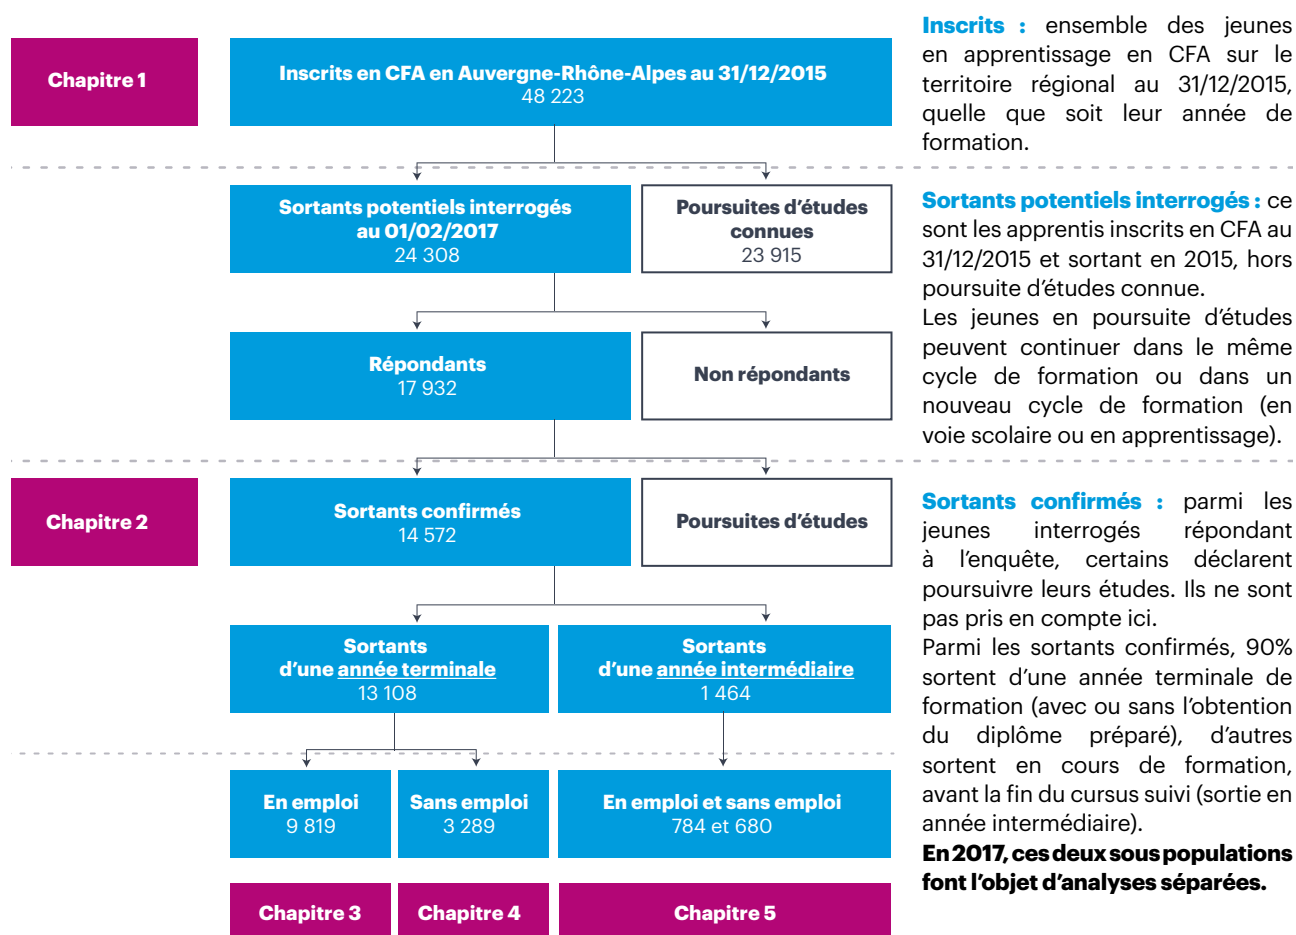 Chapitre 1
Inscrits en CFA en Auvergne-Rhône-Alpes au 31/12/2015
48 223
Inscrits : ensemble des jeunes
en apprentissage en CFA sur le
territoire régional au 31/12/2015,
quelle que soit leur année de
formation.
Sortants potentiels interrogés
au 01/02/2017
24 308
Poursuites d’études
connues
23 915
Répondants
17 932
Non répondants
Sortants potentiels interrogés : ce
sont les apprentis inscrits en CFA au
31/12/2015 et sortant en 2015, hors
poursuite d’études connue.
Les jeunes en poursuite d’études
peuvent continuer dans le même
cycle de formation ou dans un
nouveau cycle de formation (en
voie scolaire ou en apprentissage).
Chapitre 2
Sortants confirmés
14 572
Poursuites d’études
Sortants
d’une année terminale
13 108
Sortants
d’une année intermédiaire
1 464
Sortants confirmés : parmi les
jeunes interrogés répondant
à l’enquête, certains déclarent
poursuivre leurs études. Ils ne sont
pas pris en compte ici.
Parmi les sortants confirmés, 90%
sortent d’une année terminale de
formation (avec ou sans l’obtention
du diplôme préparé), d’autres
sortent en cours de formation,
avant la fin du cursus suivi (sortie en
année intermédiaire).
En 2017, ces deux sous populations
font l’objet d’analyses séparées.
En emploi
9 819
Sans emploi
3 289
En emploi et sans emploi
784 et 680
Chapitre 3
Chapitre 4
Chapitre 5